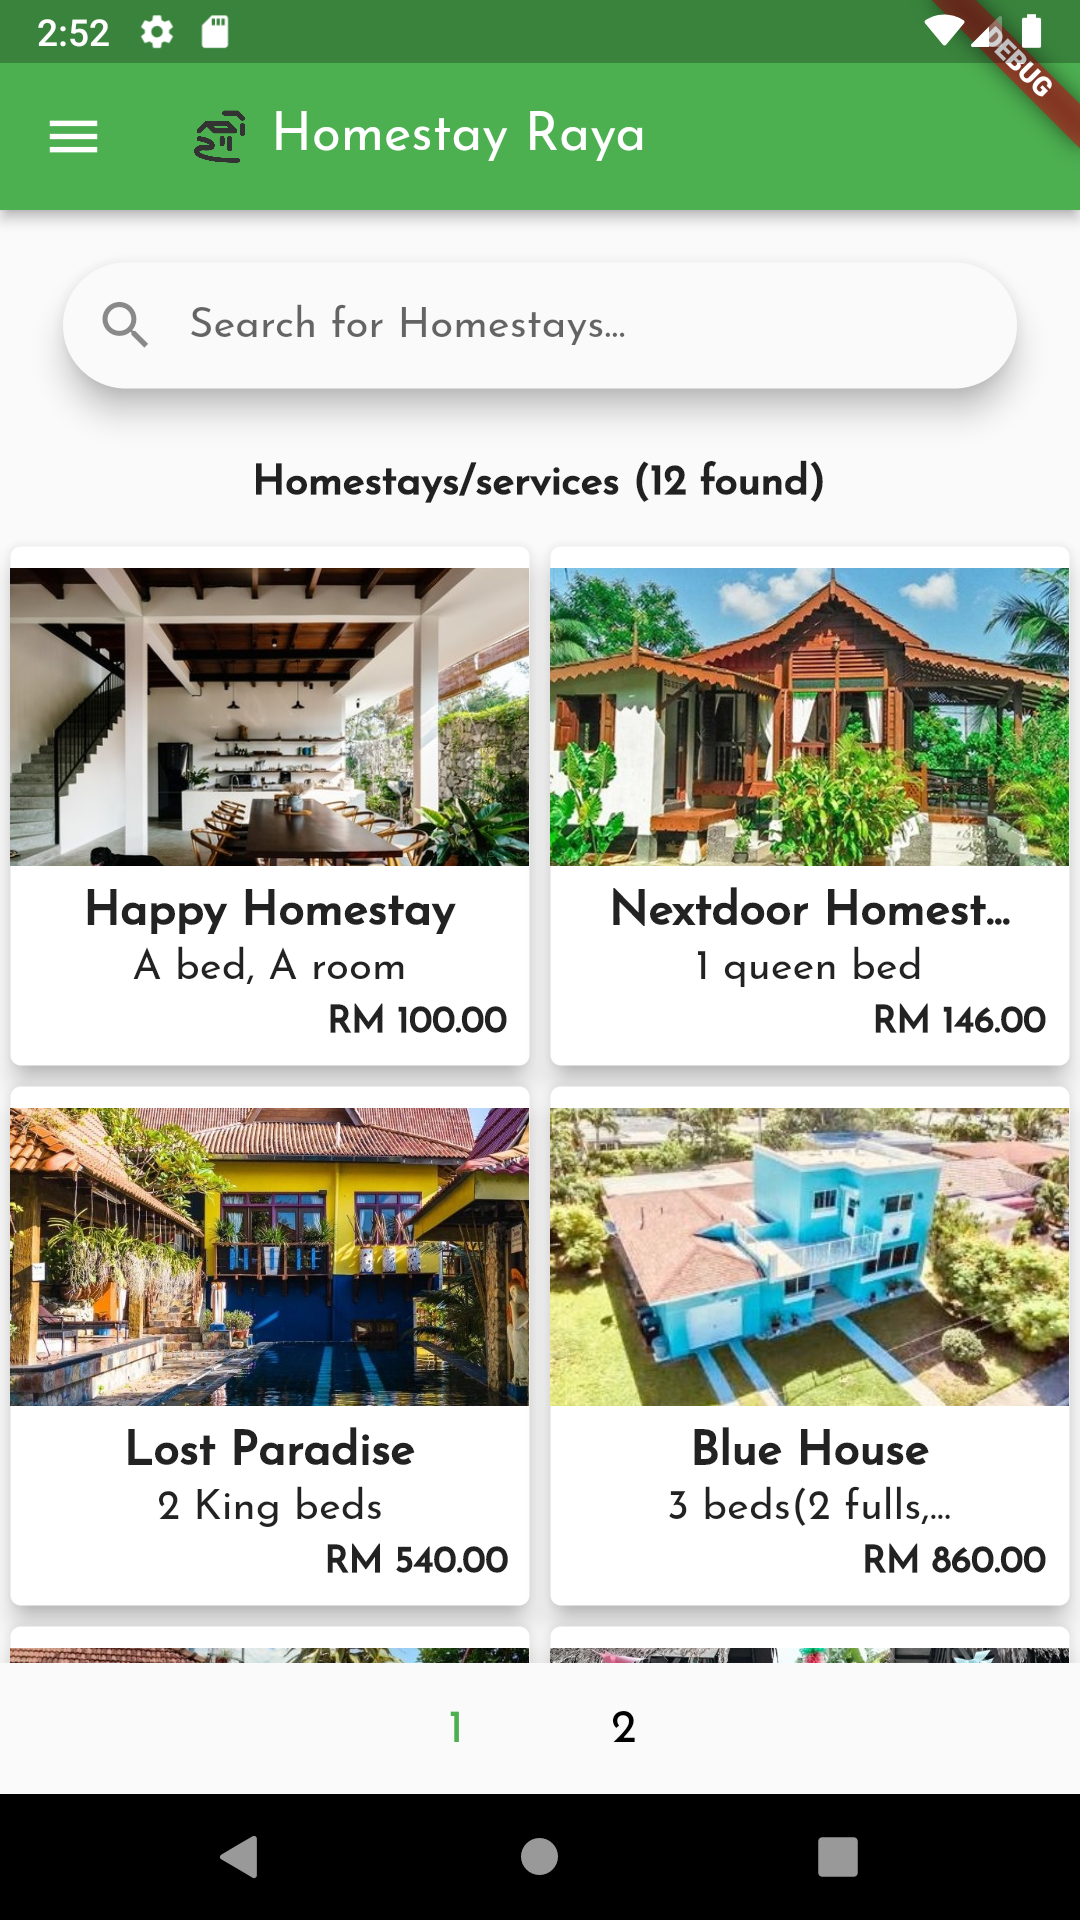 2:52
DEBUG
Homestay Raya
Search for Homestays...
Homestays/services (12 found)
Happy Homestay
A bed, A room
RM 100.00
Nextdoor Homest...
1 queen bed
RM 146.00
Lost Paradise
2 King beds
RM 540.00
Blue House
3 beds(2 fulls,...
RM 860.00
1 2